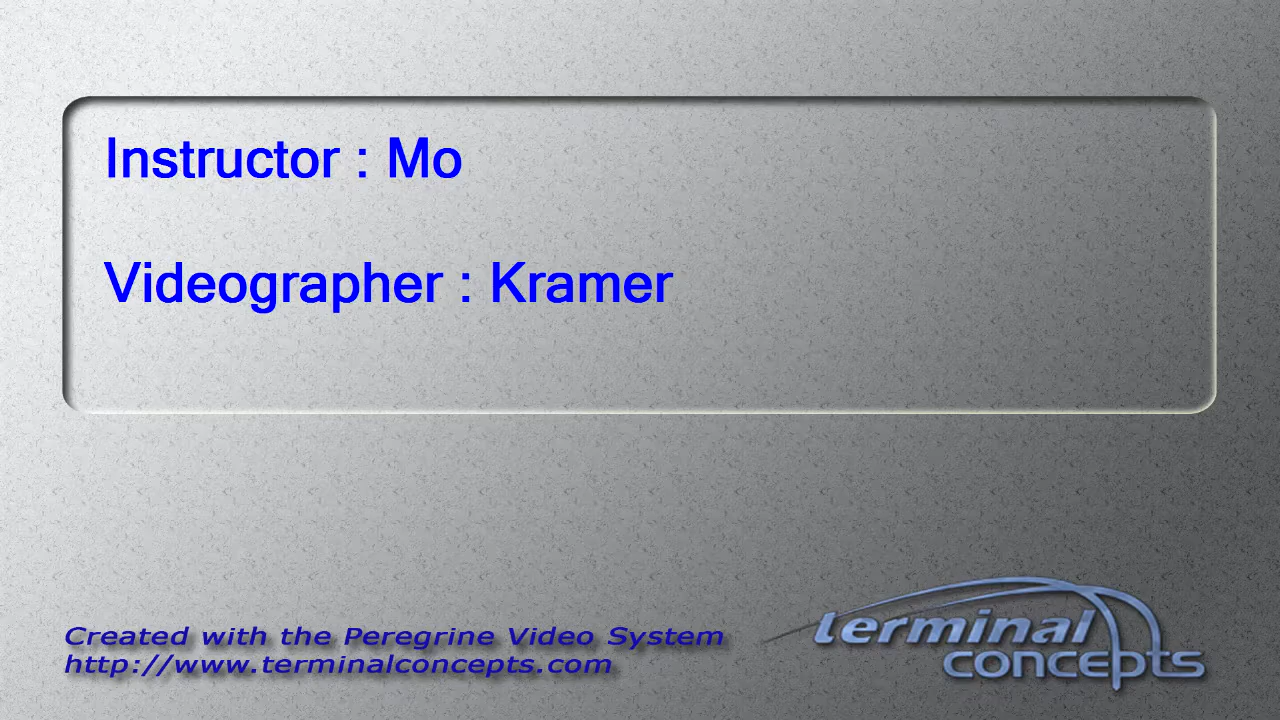 Instructor : Mo
Videographer : Kramer
Created with the Peregrine Video System
http://www.terminalconcepts.com
terminal
concepts